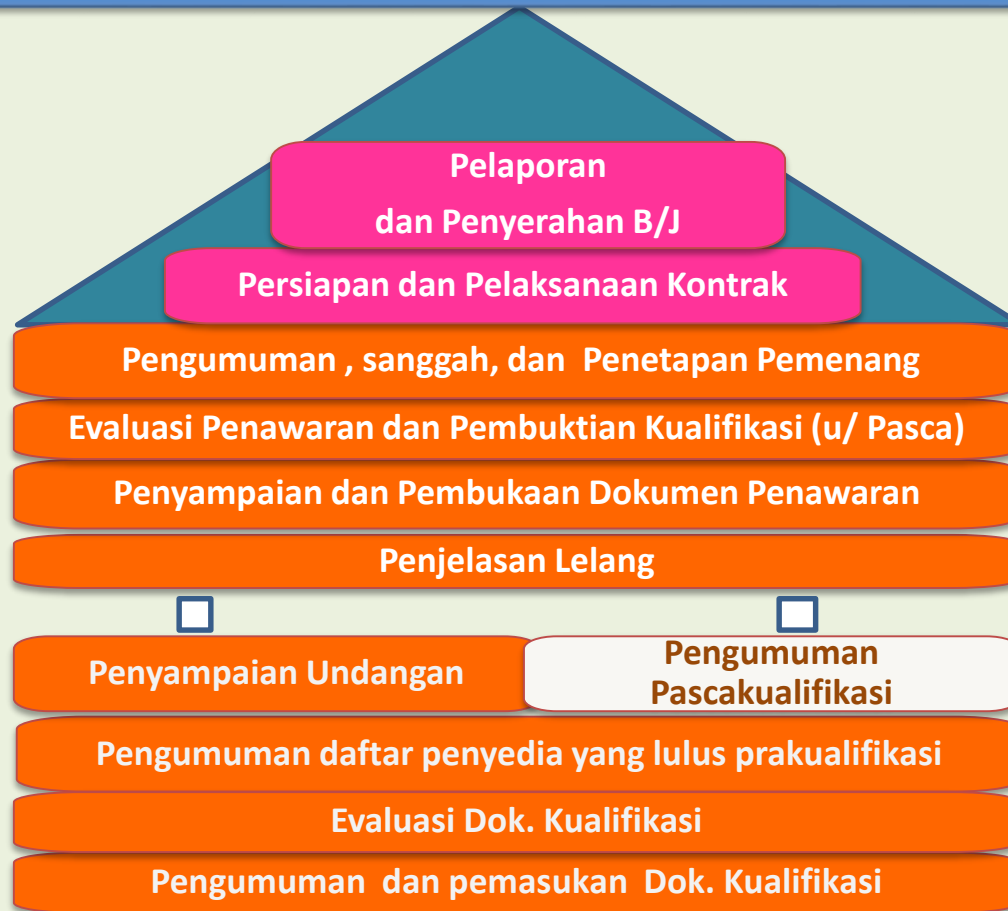 Pelaporan
dan Penyerahan B/J
Persiapan dan Pelaksanaan Kontrak
Pengumuman , sanggah, dan Penetapan Pemenang
Evaluasi Penawaran dan Pembuktian Kualifikasi (u/ Pasca)
Penyampaian dan Pembukaan Dokumen Penawaran
Penjelasan Lelang
Penyampaian Undangan
Pengumuman
Pascakualifikasi
Pengumuman daftar penyedia yang lulus prakualifikasi
Evaluasi Dok. Kualifikasi
Pengumuman dan pemasukan Dok. Kualifikasi